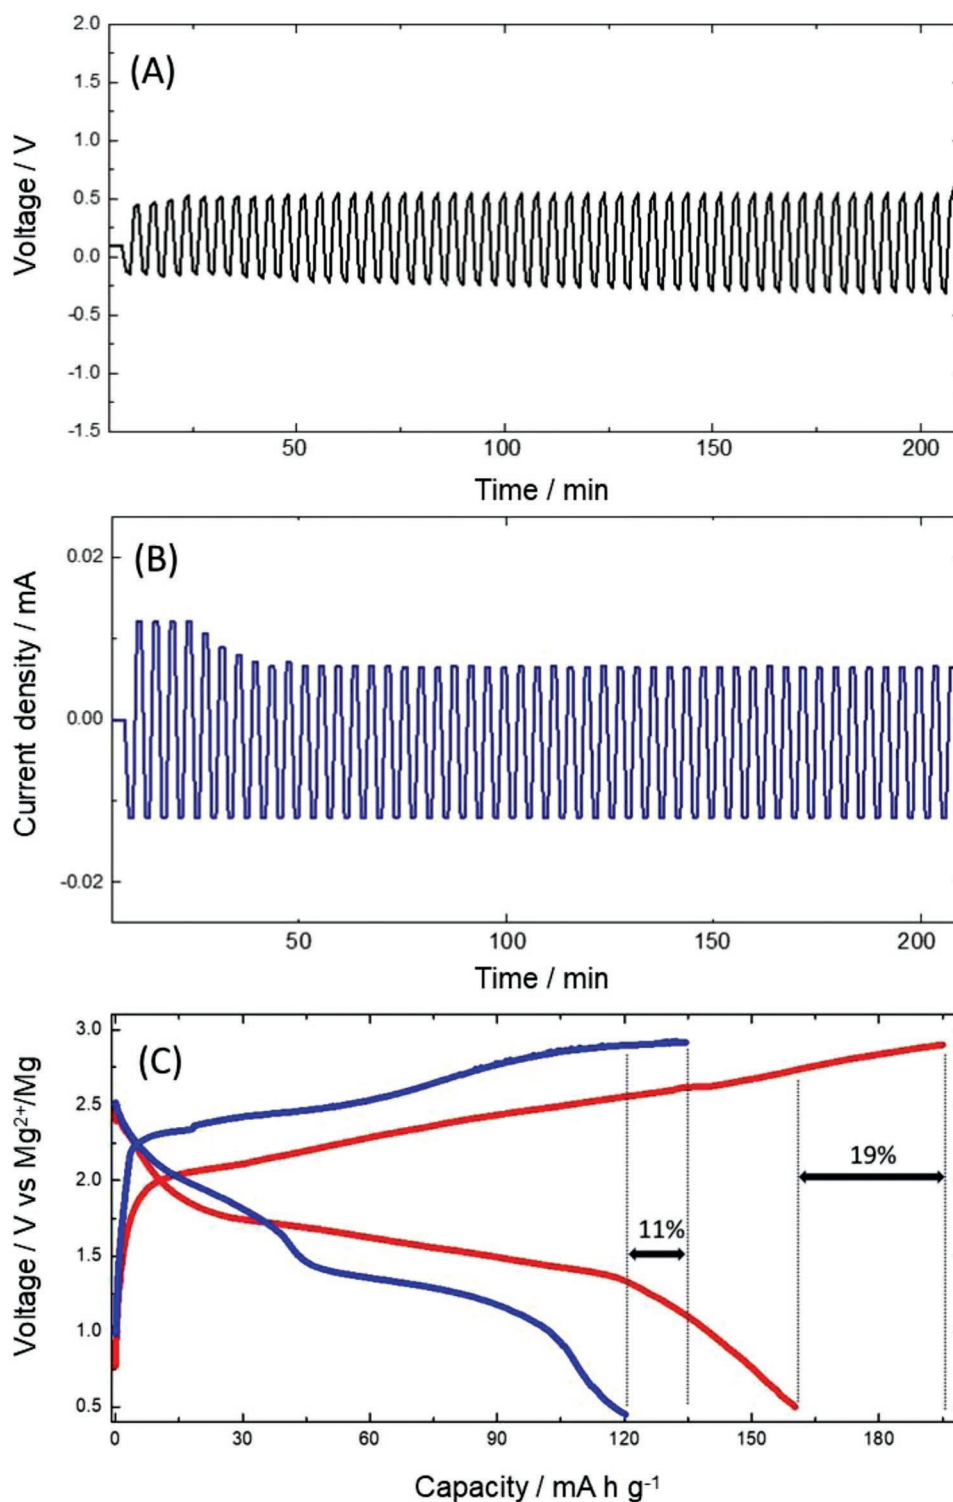 (A)
Voltage / V
2.0
1.5
1.0
0.5
0.0
-0.5
-1.0
-1.5
50 100 150 200
Time / min
(B)
Current density / mA
0.02
0.00
-0.02
50 100 150 200
Time / min
(C)
Voltage / V vs Mg²⁺/Mg
3.0
2.5
2.0
1.5
1.0
0.5
19%
11%
0 30 60 90 120 150 180
Capacity / mA h g⁻¹